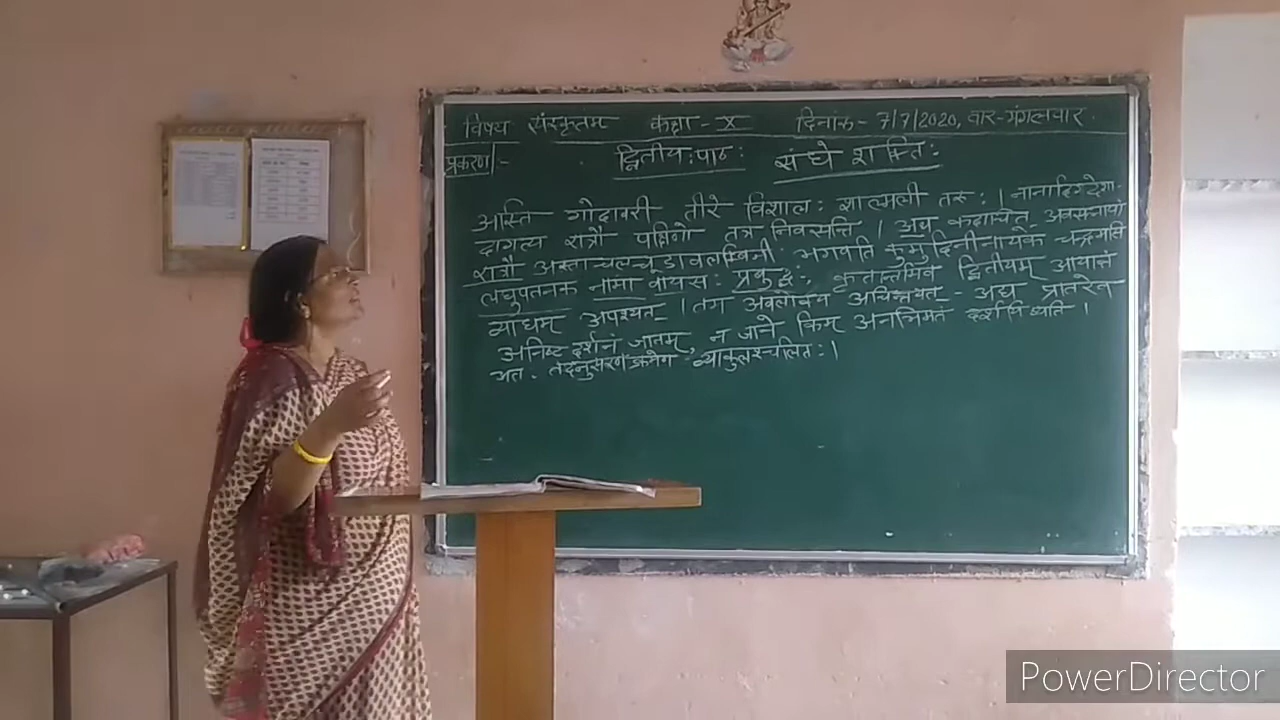 विषय संस्कृतम् कक्षा - X दिनांक - 7/7/2020, वार - मंगलवार.
प्रकरण/- द्वितीय: पाठ: संघे शक्ति:
अस्ति गोदावरी तीरे विशाल: शाल्मली तरू: । नानादिग्देशा-
दागत्य रात्रौ पक्षिणो तत्र निवसन्ति । अथ कदाचित् अवसन्नायां
रात्रौ अस्ताचलचूडावलम्बिनी भगवति कुमुदिनीनायके चन्द्रमसि
लघुपतनक नामा वायस: प्रबुद्ध:, कृतान्तमिव द्वितीयम् आयान्तं
व्याधम् अपश्यत् । तम अवलोक्य अचिन्तयत् - अद्य प्रातरेव
अनिष्ट दर्शनं जातम्, न जाने किम् अनभिमतं दर्शयिष्यति ।
अत: तदनुसरण क्रमेण व्याकुलश्चलित: ।
PowerDirector